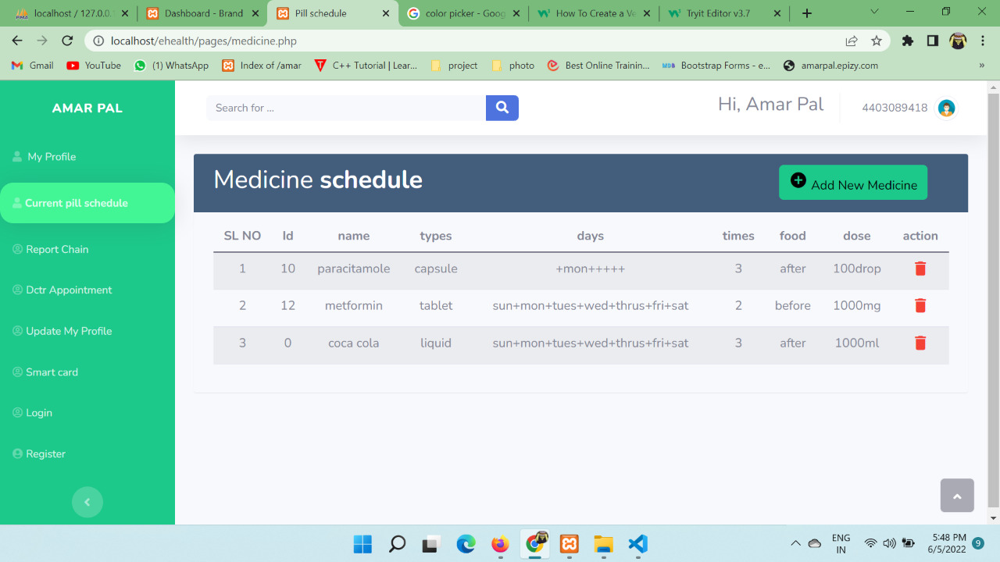 localhost / 127.0.0.1
Dashboard - Brand
Pill schedule
color picker - Goog
How To Create a Ve
Tryit Editor v3.7
localhost/ehealth/pages/medicine.php
Gmail
YouTube
(1) WhatsApp
Index of /amar
C++ Tutorial | Lear...
project
photo
Best Online Trainin...
Bootstrap Forms - e...
amarpal.epizy.com
»
AMAR PAL
Search for ...
Hi, Amar Pal
4403089418
My Profile
Current pill schedule
Report Chain
Dctr Appointment
Update My Profile
Smart card
Login
Register
Medicine schedule
Add New Medicine
SL NO Id name types days times food dose action
1 10 paracitamole capsule +mon+++++ 3 after 100drop
2 12 metformin tablet sun+mon+tues+wed+thrus+fri+sat 2 before 1000mg
3 0 coca cola liquid sun+mon+tues+wed+thrus+fri+sat 3 after 1000ml
ENG
IN
5:48 PM
6/5/2022
9